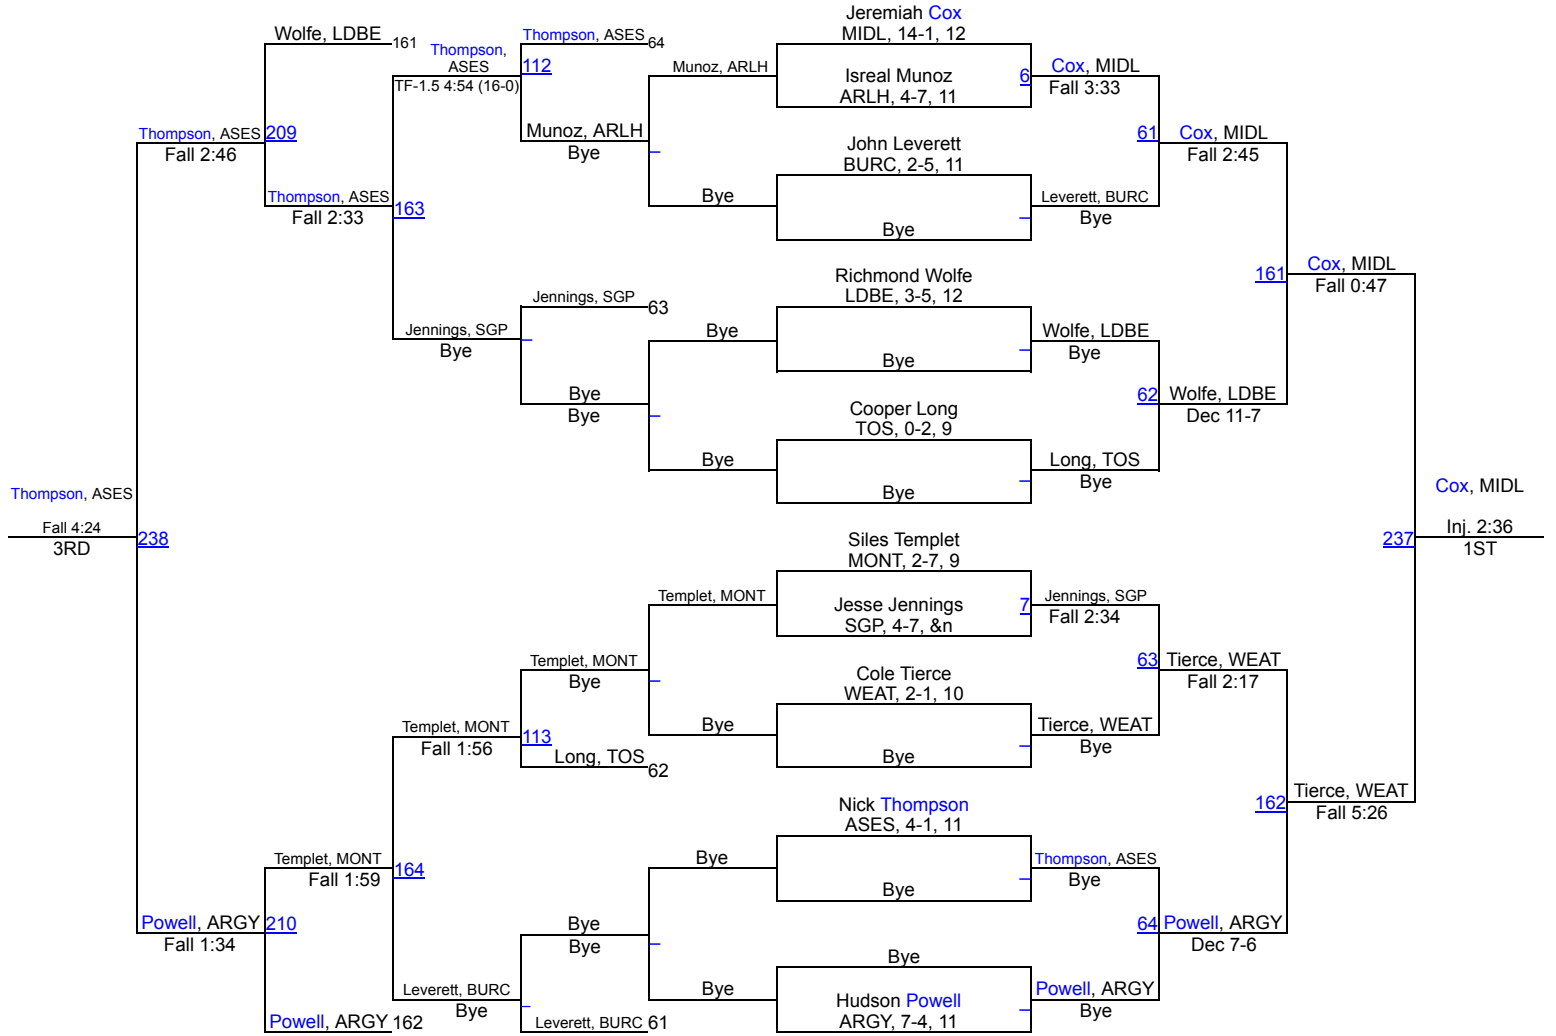 Jeremiah Cox
MIDL, 14-1, 12
Isreal Munoz
ARLH, 4-7, 11
6
Cox, MIDL
Fall 3:33
John Leverett
BURC, 2-5, 11
Bye
Leverett, BURC
Bye
61
Cox, MIDL
Fall 2:45
Richmond Wolfe
LDBE, 3-5, 12
Bye
Wolfe, LDBE
Bye
Cooper Long
TOS, 0-2, 9
Bye
Long, TOS
Bye
62
Wolfe, LDBE
Dec 11-7
161
Cox, MIDL
Fall 0:47
Siles Templet
MONT, 2-7, 9
Jesse Jennings
SGP, 4-7, &n
7
Jennings, SGP
Fall 2:34
Cole Tierce
WEAT, 2-1, 10
Bye
Tierce, WEAT
Bye
63
Tierce, WEAT
Fall 2:17
Nick Thompson
ASES, 4-1, 11
Bye
Thompson, ASES
Bye
Bye
Hudson Powell
ARGY, 7-4, 11
Powell, ARGY
Bye
64
Powell, ARGY
Dec 7-6
162
Tierce, WEAT
Fall 5:26
237
Cox, MIDL
Inj. 2:36
1ST
Munoz, ARLH
Bye
Munoz, ARLH
Bye
Thompson, ASES
64
112
Thompson,
ASES
TF-1.5 4:54 (16-0)
Bye
Bye
Bye
Bye
Jennings, SGP
63
Jennings, SGP
Bye
163
Thompson, ASES
Fall 2:33
Wolfe, LDBE
161
209
Thompson, ASES
Fall 2:46
Templet, MONT
Bye
Templet, MONT
Bye
Long, TOS
62
113
Templet, MONT
Fall 1:56
Bye
Bye
Bye
Bye
Leverett, BURC
61
Leverett, BURC
Bye
164
Templet, MONT
Fall 1:59
Powell, ARGY
162
210
Powell, ARGY
Fall 1:34
238
Thompson, ASES
Fall 4:24
3RD